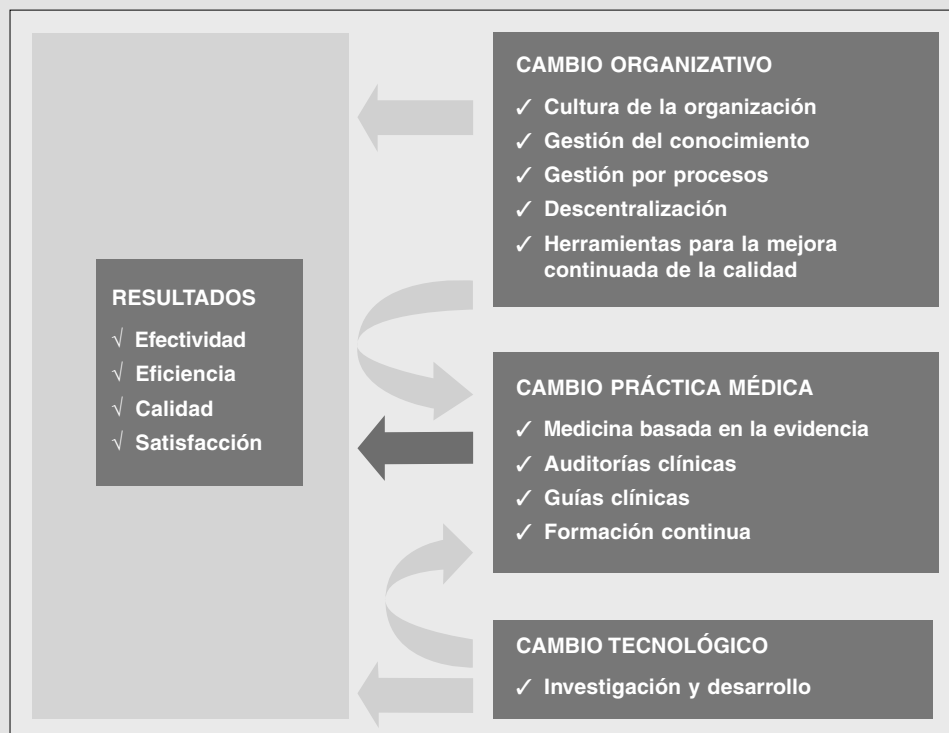 RESULTADOS
√ Efectividad
√ Eficiencia
√ Calidad
√ Satisfacción
CAMBIO ORGANIZATIVO
✓ Cultura de la organización
✓ Gestión del conocimiento
✓ Gestión por procesos
✓ Descentralización
✓ Herramientas para la mejora
continuada de la calidad
CAMBIO PRÁCTICA MÉDICA
✓ Medicina basada en la evidencia
✓ Auditorías clínicas
✓ Guías clínicas
✓ Formación continua
CAMBIO TECNOLÓGICO
✓ Investigación y desarrollo